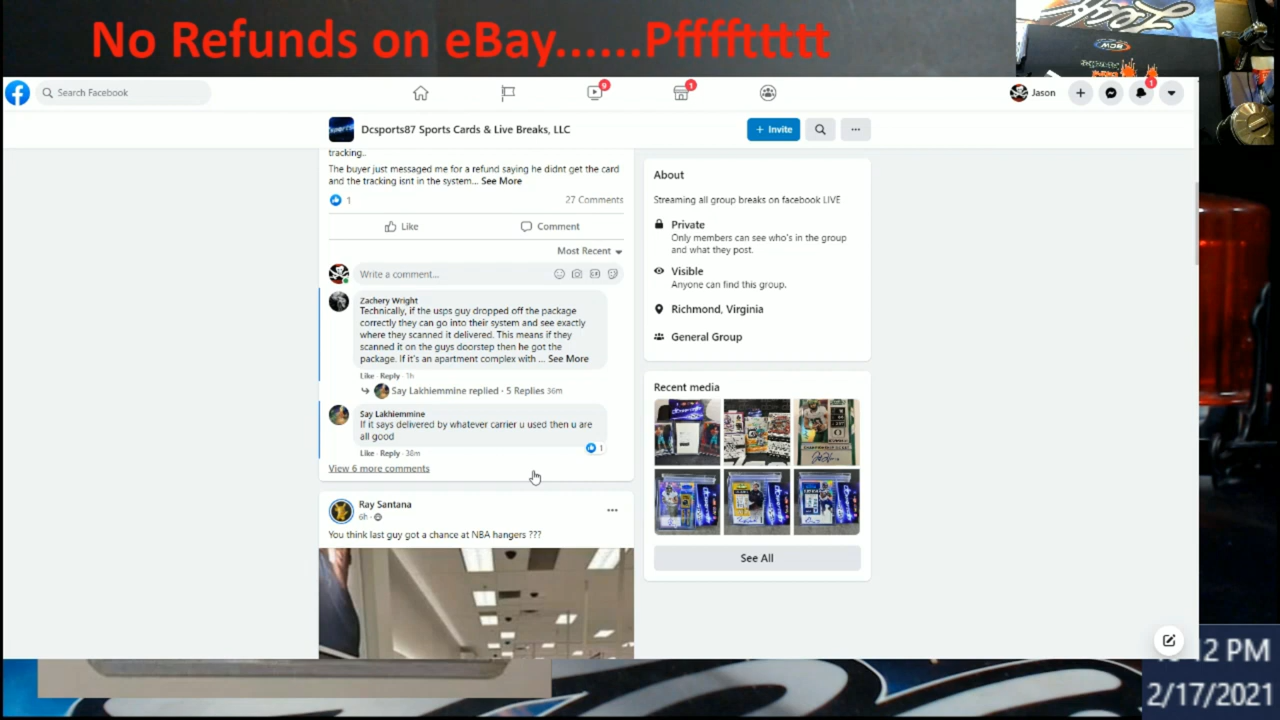 No Refunds on eBay......Pfffftttttt
Search Facebook
9
1
Jason
1
Dcsports87 Sports Cards & Live Breaks, LLC
+ Invite
tracking..
The buyer just messaged me for a refund saying he didnt get the card
and the tracking isnt in the system... See More
1
27 Comments
Like
Comment
Most Recent
Write a comment...
Zachery Wright
Technically, if the usps guy dropped off the package
correctly they can go into their system and see exactly
where they scanned it delivered. This means if they
scanned it on the guys doorstep then he got the
package. If it's an apartment complex with ... See More
Like · Reply · 1h
Say Lakhiemmine replied · 5 Replies 36m
Say Lakhiemmine
If it says delivered by whatever carrier u used then u are
all good
1
Like · Reply · 38m
View 6 more comments
Ray Santana
6h ·
You think last guy got a chance at NBA hangers ???
About
Streaming all group breaks on facebook LIVE
Private
Only members can see who's in the group
and what they post.
Visible
Anyone can find this group.
Richmond, Virginia
General Group
Recent media
See All
12 PM
2/17/2021